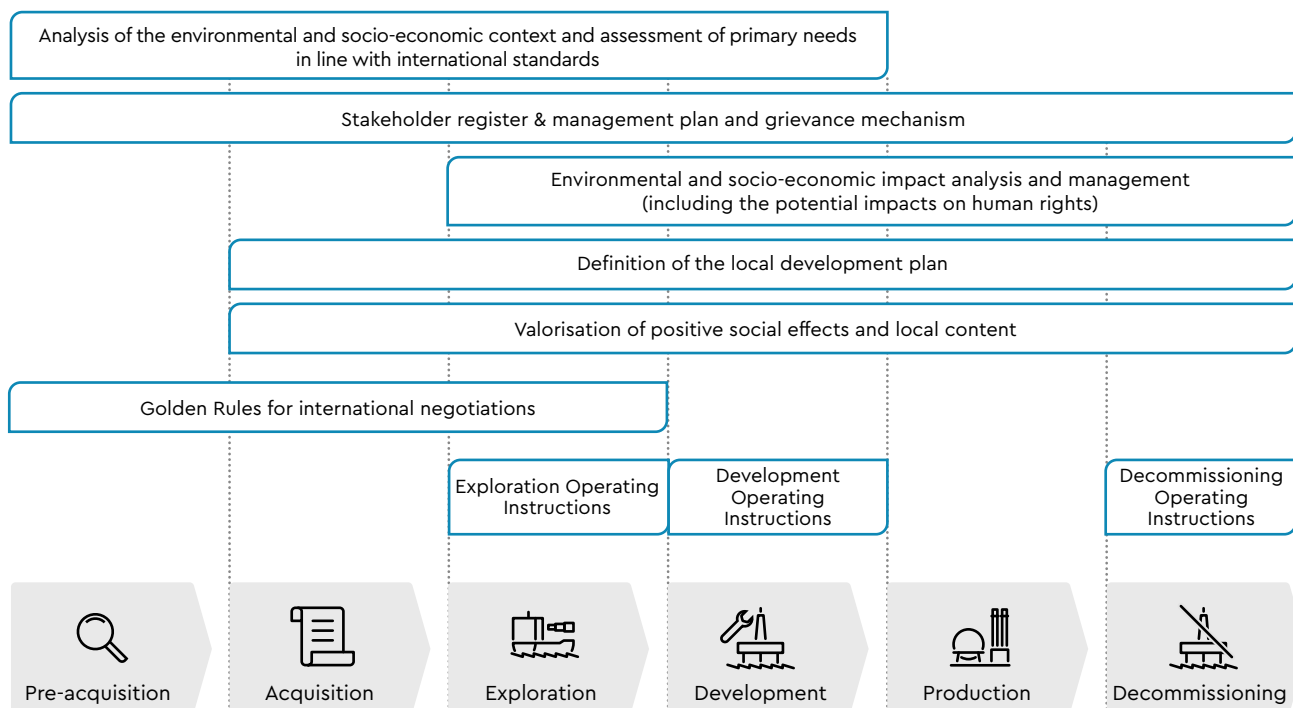 Analysis of the environmental and socio-economic context and assessment of primary needs
in line with international standards
Stakeholder register & management plan and grievance mechanism
Environmental and socio-economic impact analysis and management
(including the potential impacts on human rights)
Definition of the local development plan
Valorisation of positive social effects and local content
Golden Rules for international negotiations
Exploration Operating
Instructions
Development
Operating
Instructions
Decommissioning
Operating
Instructions
Pre-acquisition
Acquisition
Exploration
Development
Production
Decommissioning